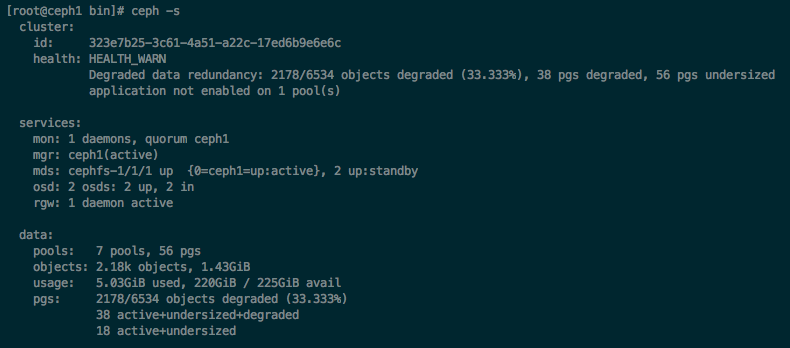 [root@ceph1 bin]# ceph -s
  cluster:
    id:     323e7b25-3c61-4a51-a22c-17ed6b9e6e6c
    health: HEALTH_WARN
            Degraded data redundancy: 2178/6534 objects degraded (33.333%), 38 pgs degraded, 56 pgs undersized
            application not enabled on 1 pool(s)

  services:
    mon: 1 daemons, quorum ceph1
    mgr: ceph1(active)
    mds: cephfs-1/1/1 up  {0=ceph1=up:active}, 2 up:standby
    osd: 2 osds: 2 up, 2 in
    rgw: 1 daemon active

  data:
    pools:   7 pools, 56 pgs
    objects: 2.18k objects, 1.43GiB
    usage:   5.03GiB used, 220GiB / 225GiB avail
    pgs:     2178/6534 objects degraded (33.333%)
             38 active+undersized+degraded
             18 active+undersized